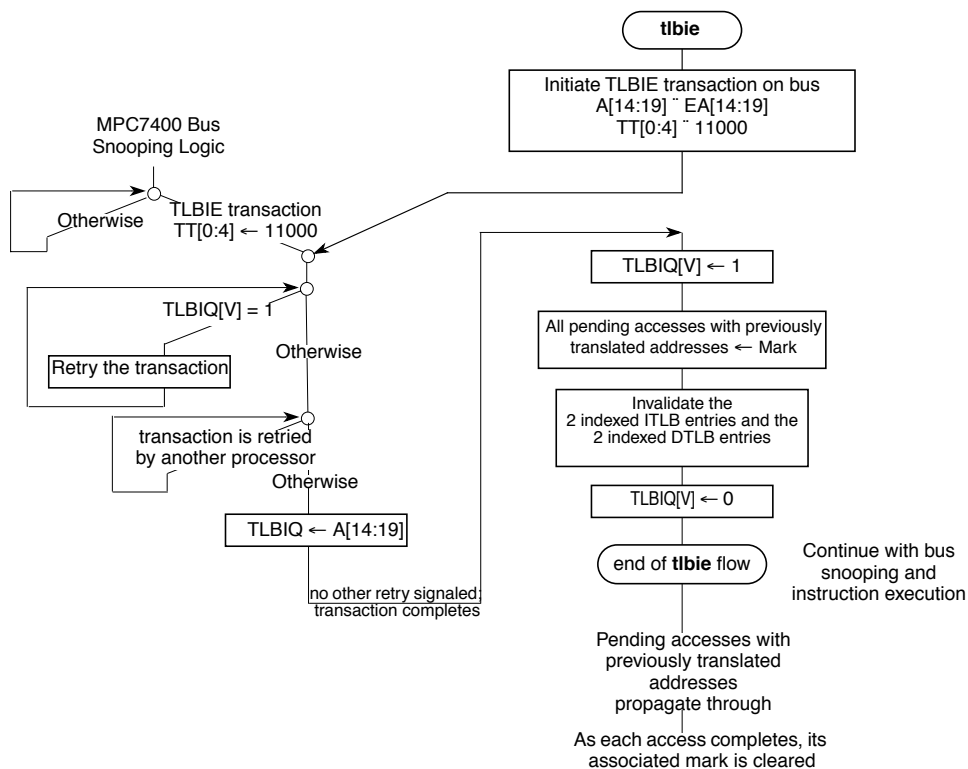 tlbie
Initiate TLBIE transaction on bus
A[14:19] ¨ EA[14:19]
TT[0:4] ¨ 11000
MPC7400 Bus
Snooping Logic
Otherwise
TLBIE transaction
TT[0:4] ← 11000
TLBIQ[V] = 1
Otherwise
Retry the transaction
transaction is retried
by another processor
Otherwise
TLBIQ ← A[14:19]
no other retry signaled;
transaction completes
TLBIQ[V] ← 1
All pending accesses with previously
translated addresses ← Mark
Invalidate the
2 indexed ITLB entries and the
2 indexed DTLB entries
TLBIQ[V] ← 0
end of tlbie flow
Continue with bus
snooping and
instruction execution
Pending accesses with
previously translated
addresses
propagate through
As each access completes, its
associated mark is cleared